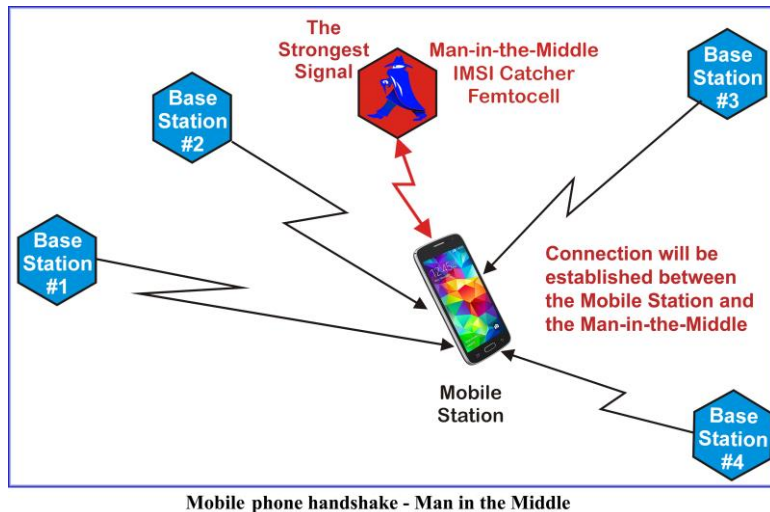 The
Strongest
Signal
Man-in-the-Middle
IMSI Catcher
Femtocell
Base
Station
#3
Base
Station
#2
Base
Station
#1
12:45
Connection will be
established between
the Mobile Station and
the Man-in-the-Middle
Mobile
Station
Base
Station
#4
Mobile phone handshake - Man in the Middle